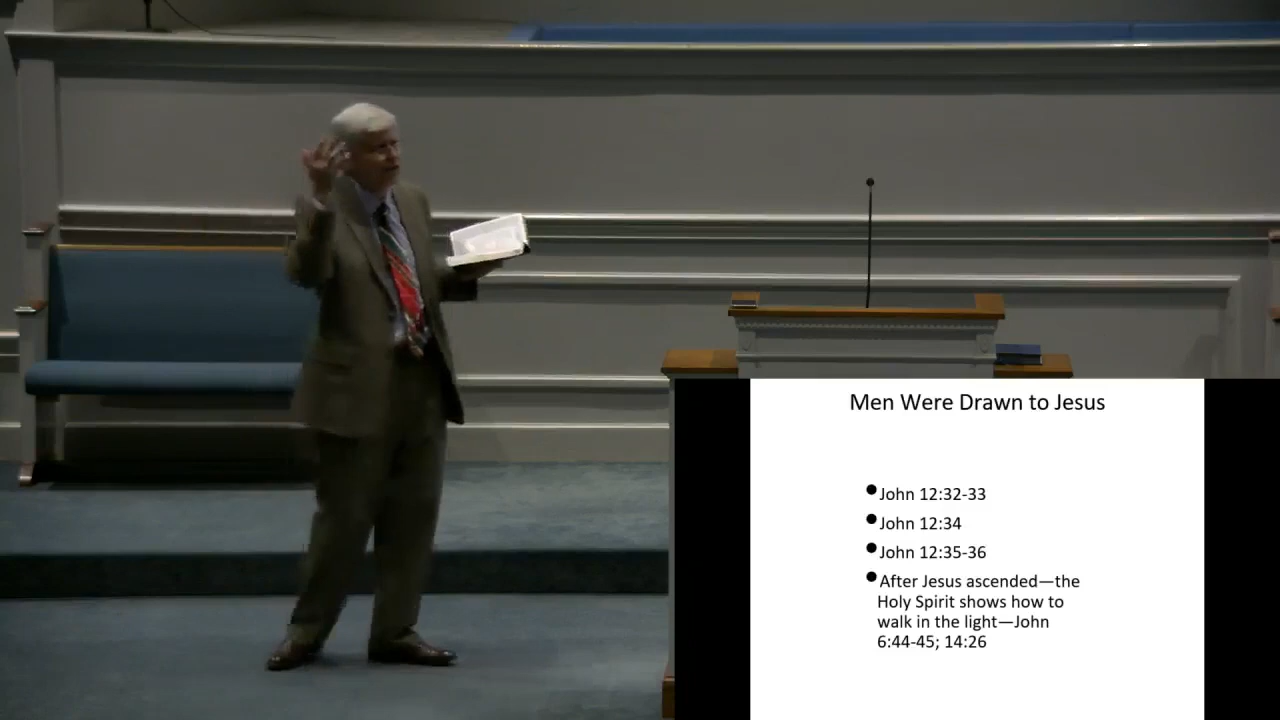 Men Were Drawn to Jesus
John 12:32-33
John 12:34
John 12:35-36
After Jesus ascended—the
Holy Spirit shows how to
walk in the light—John
6:44-45; 14:26